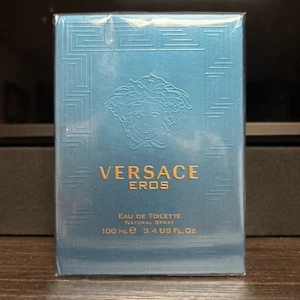 VERSACE
EROS
EAU DE TOILETTE
NATURAL SPRAY
100 ML℮ 3.4 US FL.OZ.